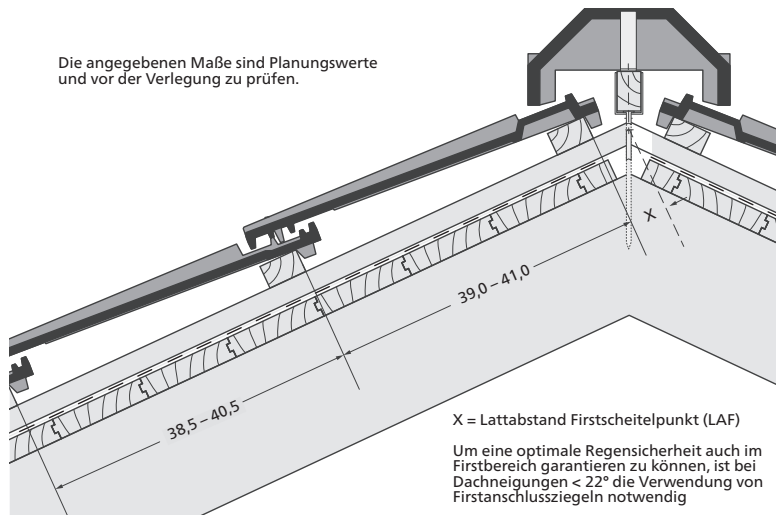 Die angegebenen Maße sind Planungswerte
und vor der Verlegung zu prüfen.
X
39,0 – 41,0
38,5 – 40,5
X = Lattabstand Firstscheitelpunkt (LAF)
Um eine optimale Regensicherheit auch im
Firstbereich garantieren zu können, ist bei
Dachneigungen < 22° die Verwendung von
Firstanschlussziegeln notwendig